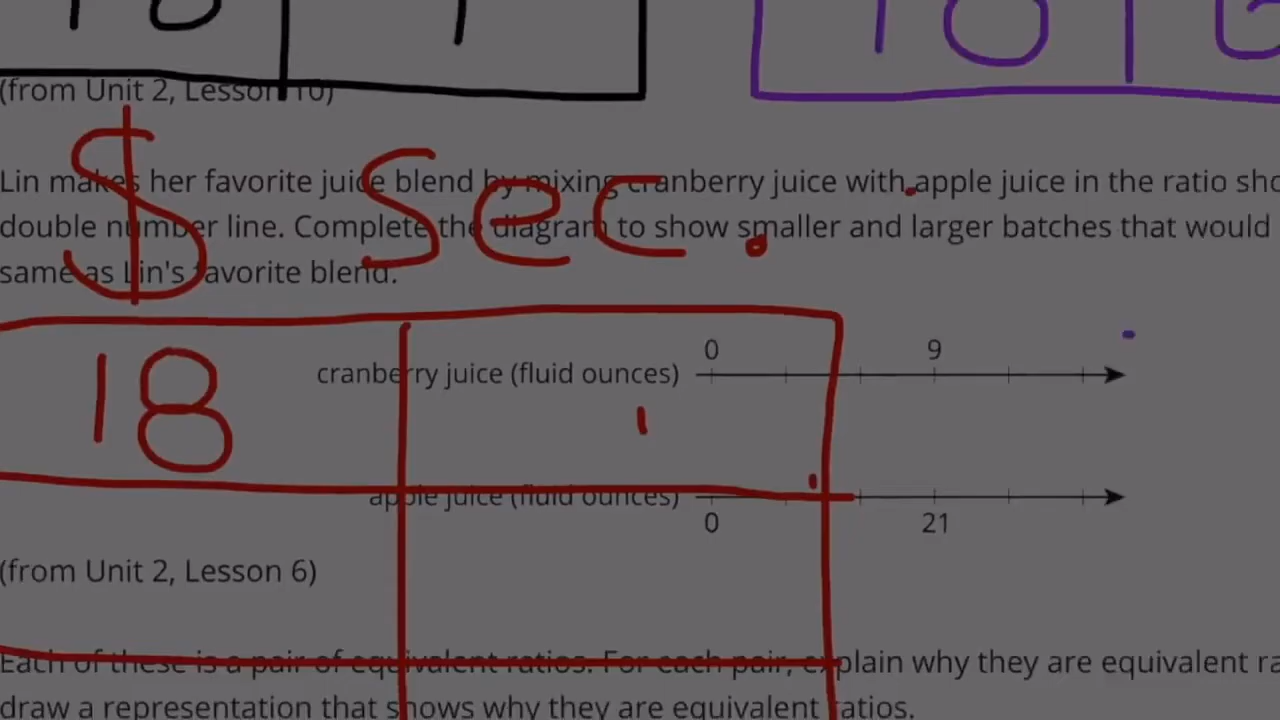 (from Unit 2, Lesson 10)
$ Sec.
Lin makes her favorite juice blend by mixing cranberry juice with apple juice in the ratio
double number line. Complete the diagram to show smaller and larger batches that would
same as Lin's favorite blend.
18
0 9
cranberry juice (fluid ounces)
apple juice (fluid ounces)
0 21
(from Unit 2, Lesson 6)
Each of these is a pair of equivalent ratios. For each pair, explain why they are equivalent
draw a representation that shows why they are equivalent ratios.